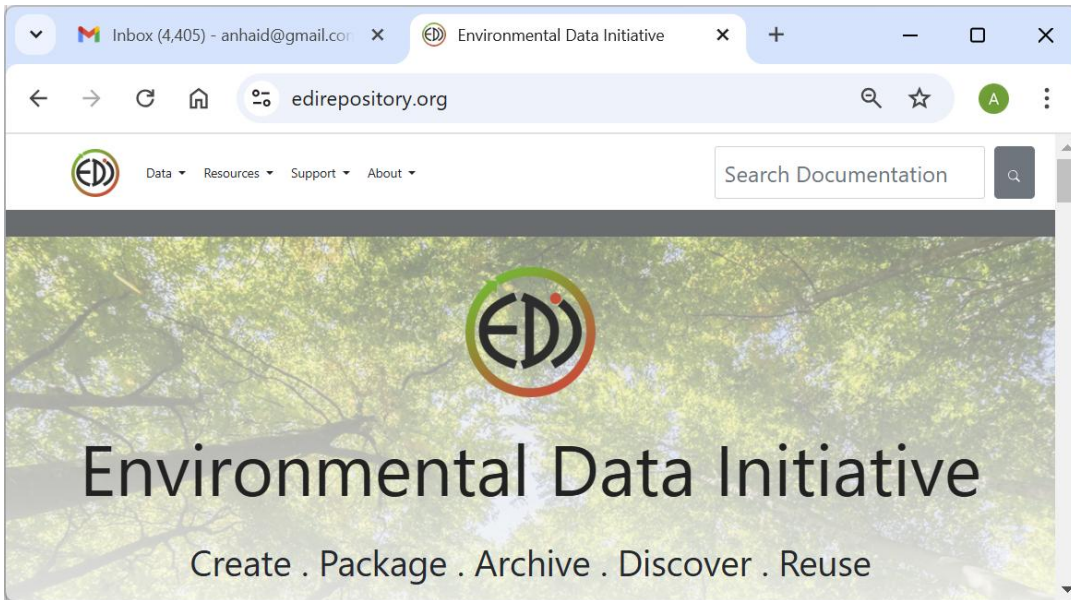 Inbox (4,405) - anhaid@gmail.con
Environmental Data Initiative
edirepository.org
A
EDI
Data
Resources
Support
About
Search Documentation
EDI
Environmental Data Initiative
Create . Package . Archive . Discover . Reuse